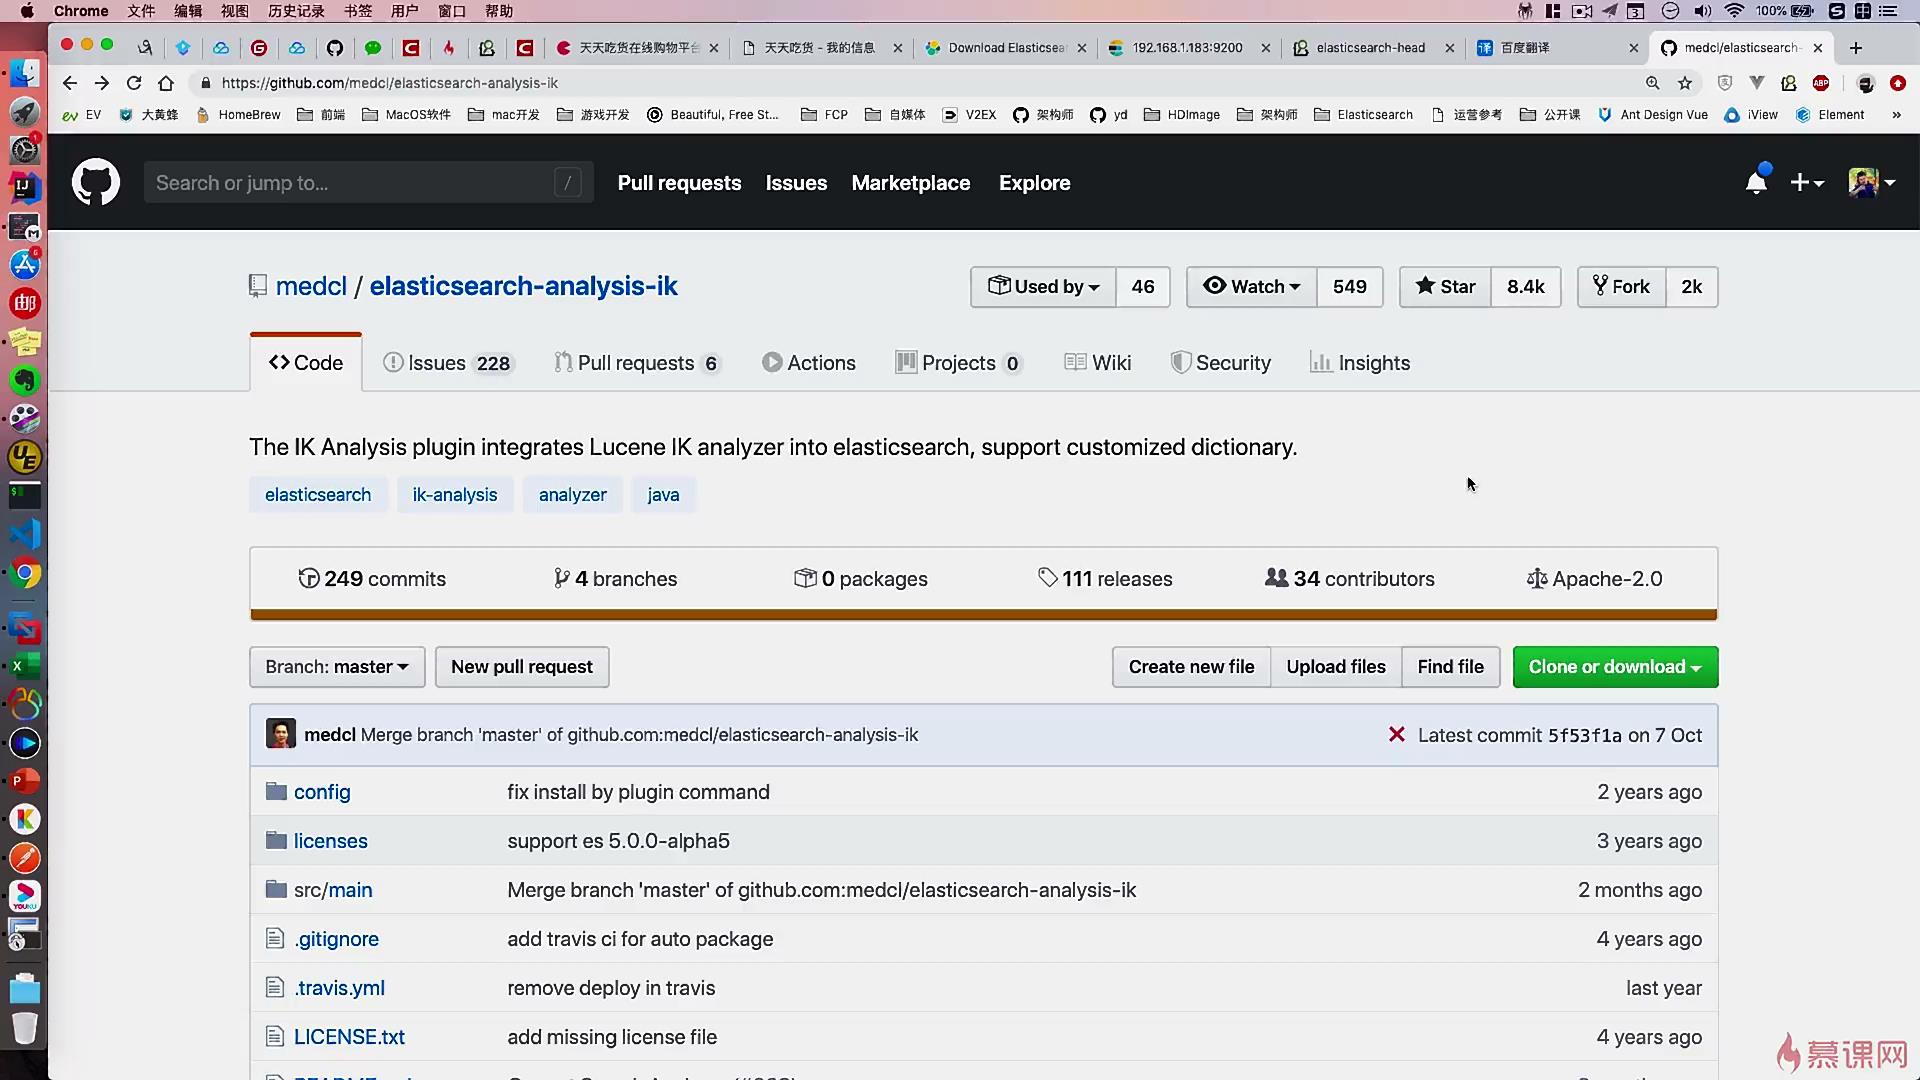 Chrome 文件 编辑 视图 历史记录 书签 用户 窗口 帮助 100%
天天吃货在线购物平台 天天吃货 - 我的信息 Download Elasticsea 192.168.1.183:9200 elasticsearch-head 百度翻译 medcl/elasticsearch-
https://github.com/medcl/elasticsearch-analysis-ik
EV 大黄蜂 HomeBrew 前端 MacOS软件 mac开发 游戏开发 Beautiful, Free St... FCP 自媒体 V2EX 架构师 yd HDImage 架构师 Elasticsearch 运营参考 公开课 Ant Design Vue iView Element »
Search or jump to... / Pull requests Issues Marketplace Explore
medcl / elasticsearch-analysis-ik Used by 46 Watch 549 Star 8.4k Fork 2k
Code Issues 228 Pull requests 6 Actions Projects 0 Wiki Security Insights
The IK Analysis plugin integrates Lucene IK analyzer into elasticsearch, support customized dictionary.
elasticsearch ik-analysis analyzer java
249 commits 4 branches 0 packages 111 releases 34 contributors Apache-2.0
Branch: master New pull request Create new file Upload files Find file Clone or download
medcl Merge branch 'master' of github.com:medcl/elasticsearch-analysis-ik Latest commit 5f53f1a on 7 Oct
config fix install by plugin command 2 years ago
licenses support es 5.0.0-alpha5 3 years ago
src/main Merge branch 'master' of github.com:medcl/elasticsearch-analysis-ik 2 months ago
.gitignore add travis ci for auto package 4 years ago
.travis.yml remove deploy in travis last year
LICENSE.txt add missing license file 4 years ago
慕课网